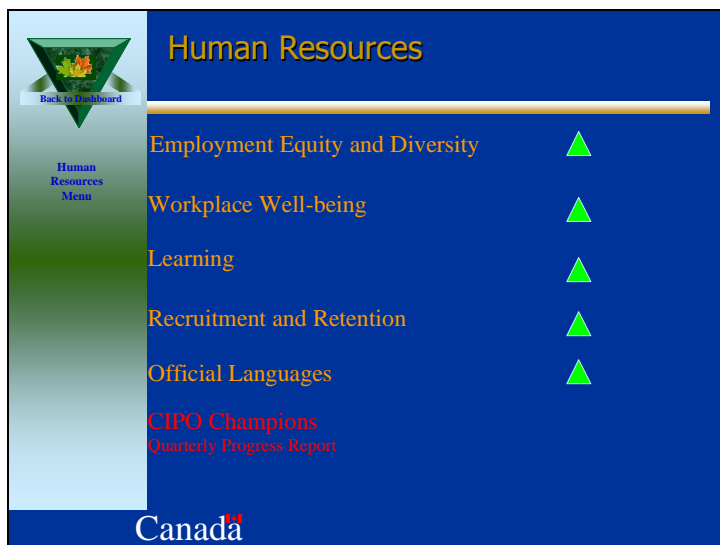 Human Resources
Back to Dashboard
Human
Resources
Menu
Employment Equity and Diversity
Workplace Well-being
Learning
Recruitment and Retention
Official Languages
CIPO Champions
Quarterly Progress Report
Canada